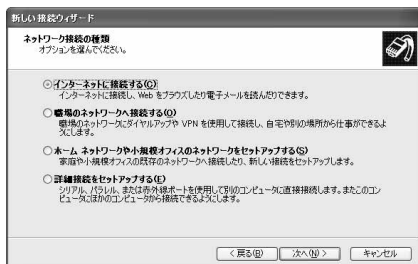 新しい接続ウィザード
ネットワーク接続の種類
オプションを選んでください。
インターネットに接続する(C)
インターネットに接続し、Web をブラウズしたり電子メールを読んだりできます。
職場のネットワークへ接続する(O)
職場のネットワークにダイヤルアップや VPN を使用して接続し、自宅や別の場所から仕事ができるよ
うにします。
ホーム ネットワークや小規模オフィスのネットワークをセットアップする(S)
家庭や小規模オフィスの既存のネットワークへ接続したり、新しい接続をセットアップします。
詳細接続をセットアップする(E)
シリアル、パラレル、または赤外線ポートを使用して別のコンピュータに直接接続します。またこのコン
ピュータにほかのコンピュータから接続できるようにします。
< 戻る(B) 次へ(N) > キャンセル